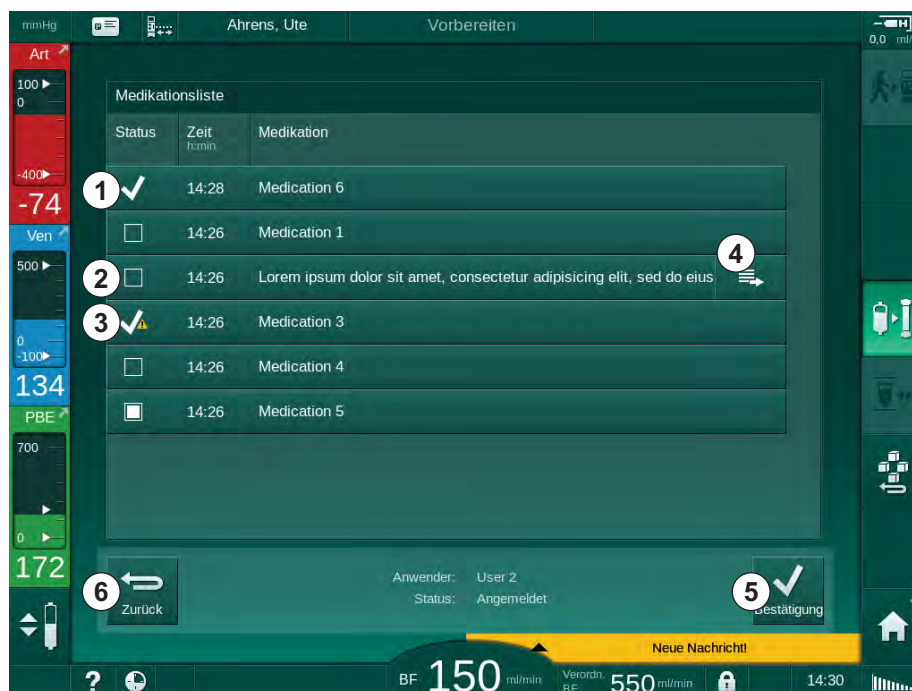 mmHg
Ahrens, Ute
Vorbereiten
0,0 ml/
Art
100
0
-400
-74
Ven
500
0
-100
134
PBE
700
0
172
Medikationsliste
Status Zeit Medikation
h:min
1 14:28 Medication 6
14:26 Medication 1
2 14:26 Lorem ipsum dolor sit amet, consectetur adipisicing elit, sed do eius 4
3 14:26 Medication 3
14:26 Medication 4
14:26 Medication 5
6 Zurück
Anwender: User 2
Status: Angemeldet
5 Bestätigung
Neue Nachricht!
? BF 150 ml/min Verordn. BF 550 ml/min 14:30